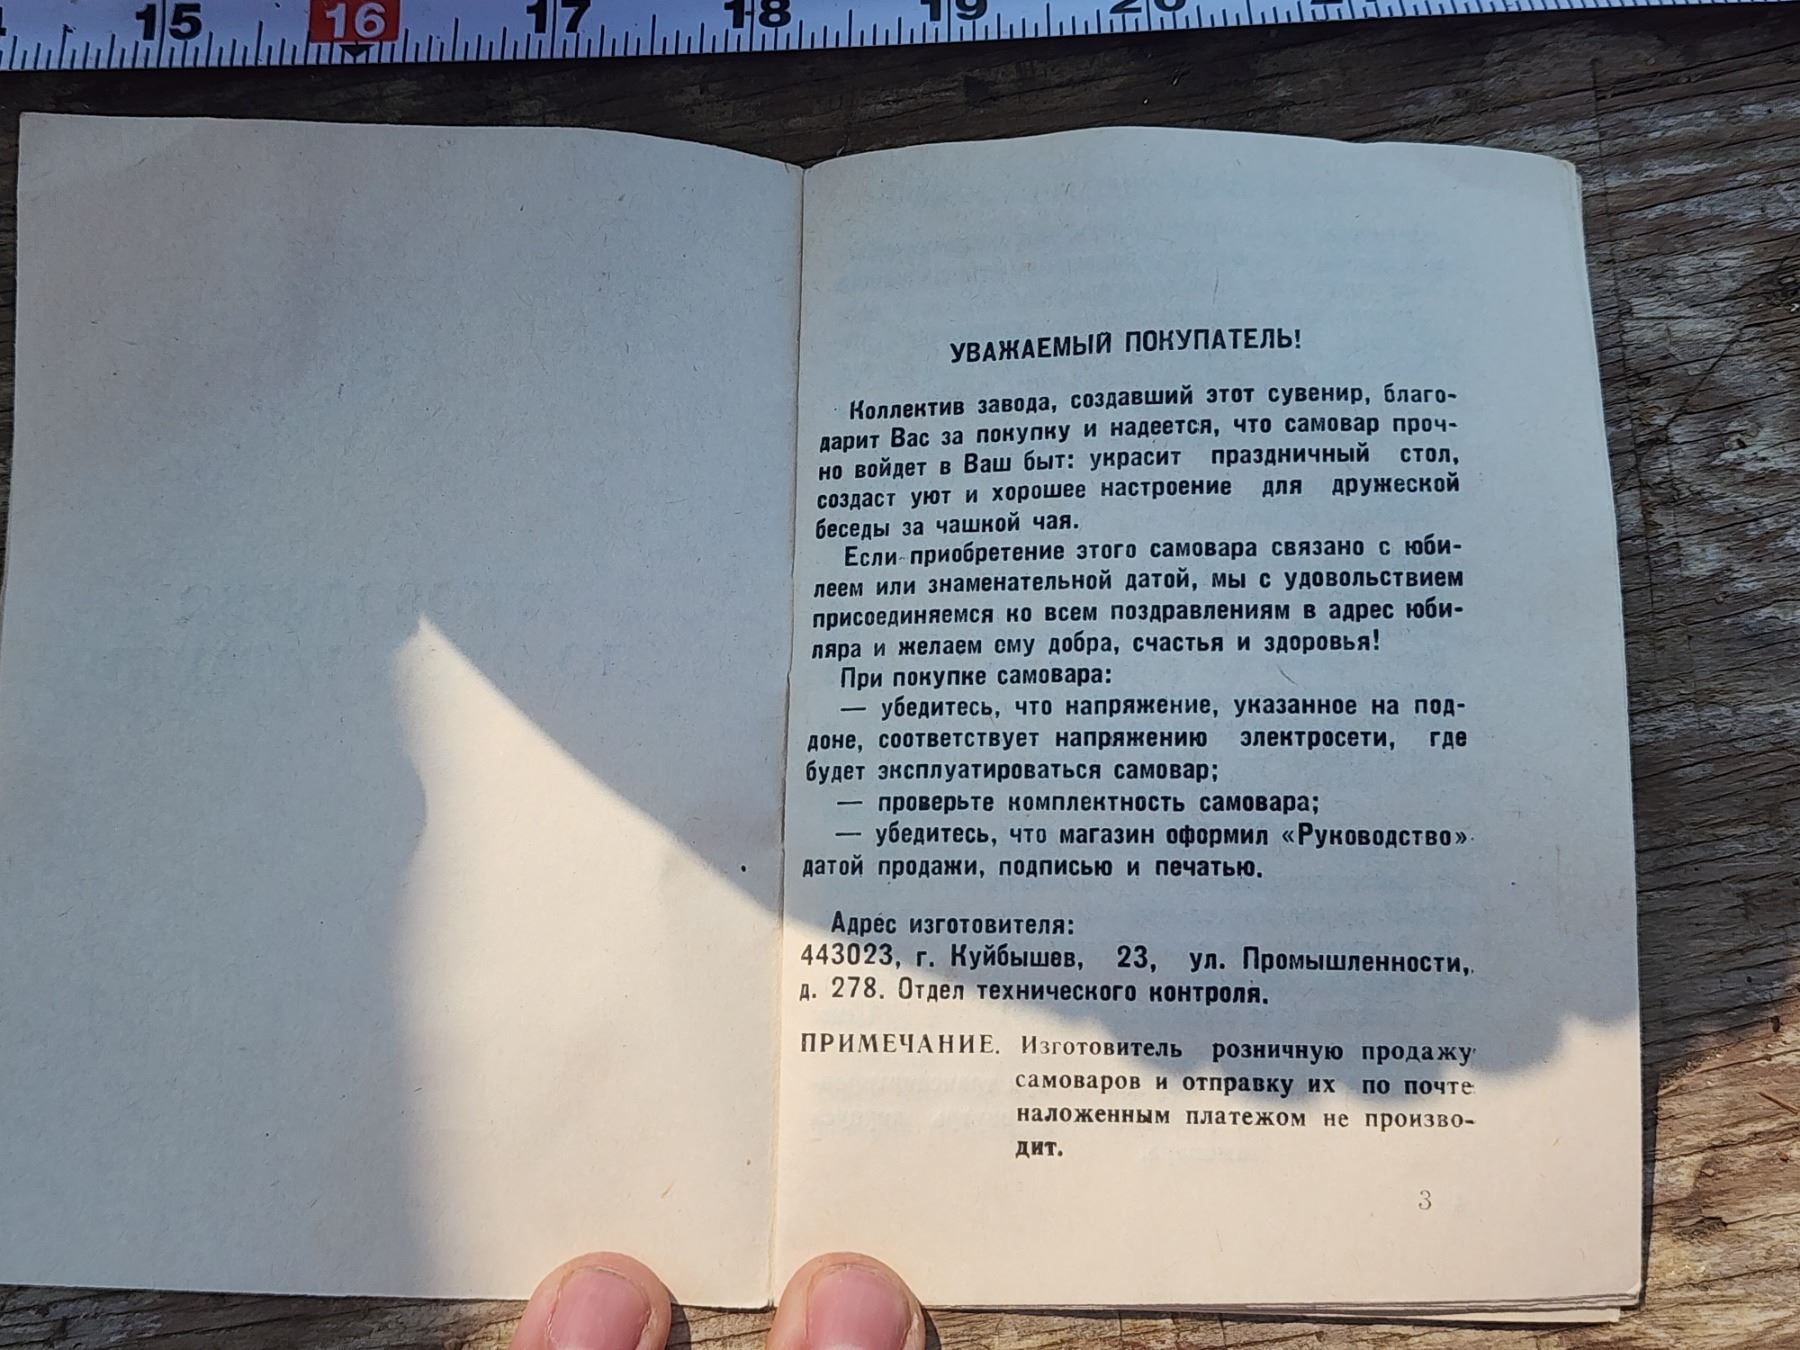 15 16 17 18 19
УВАЖАЕМЫЙ ПОКУПАТЕЛЬ!
Коллектив завода, создавший этот сувенир, благо-
дарит Вас за покупку и надеется, что самовар проч-
но войдет в Ваш быт: украсит праздничный стол,
создаст уют и хорошее настроение для дружеской
беседы за чашкой чая.
Если приобретение этого самовара связано с юби-
леем или знаменательной датой, мы с удовольствием
присоединяемся ко всем поздравлениям в адрес юби-
ляра и желаем ему добра, счастья и здоровья!
При покупке самовара:
— убедитесь, что напряжение, указанное на под-
доне, соответствует напряжению электросети, где
будет эксплуатироваться самовар;
— проверьте комплектность самовара;
— убедитесь, что магазин оформил «Руководство»
датой продажи, подписью и печатью.
Адрес изготовителя:
443023, г. Куйбышев, 23, ул. Промышленности,
д. 278. Отдел технического контроля.
ПРИМЕЧАНИЕ. Изготовитель розничную продажу
самоваров и отправку их по почте
наложенным платежом не произво-
дит.
3